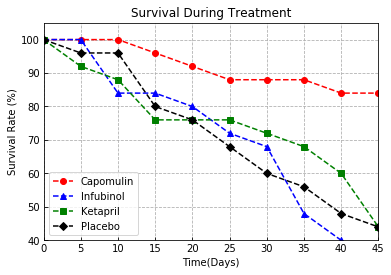 Survival During Treatment
Survival Rate (%)
100
90
80
70
60
50
40
Capomulin
Infubinol
Ketapril
Placebo
0 5 10 15 20 25 30 35 40 45
Time(Days)